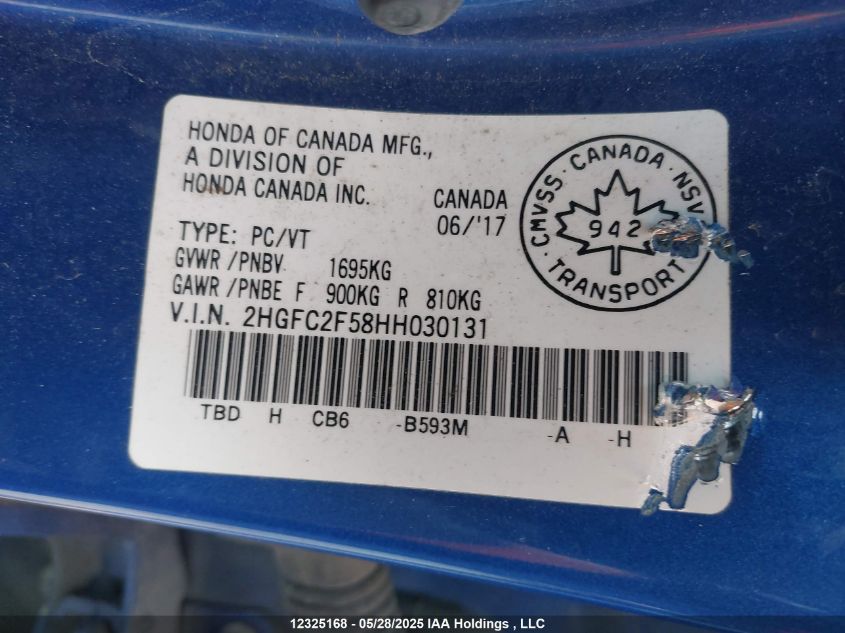 HONDA OF CANADA MFG.,
A DIVISION OF
HONDA CANADA INC.
CANADA
06/'17
TYPE: PC/VT
GVWR /PNBV 1695KG
GAWR /PNBE F 900KG R 810KG
V.I.N. 2HGFC2F58HH030131
TBD H CB6 -B593M -A -H
CMVSS · CANADA · NSV
942
TRANSPORT
12325168 - 05/28/2025 IAA Holdings , LLC